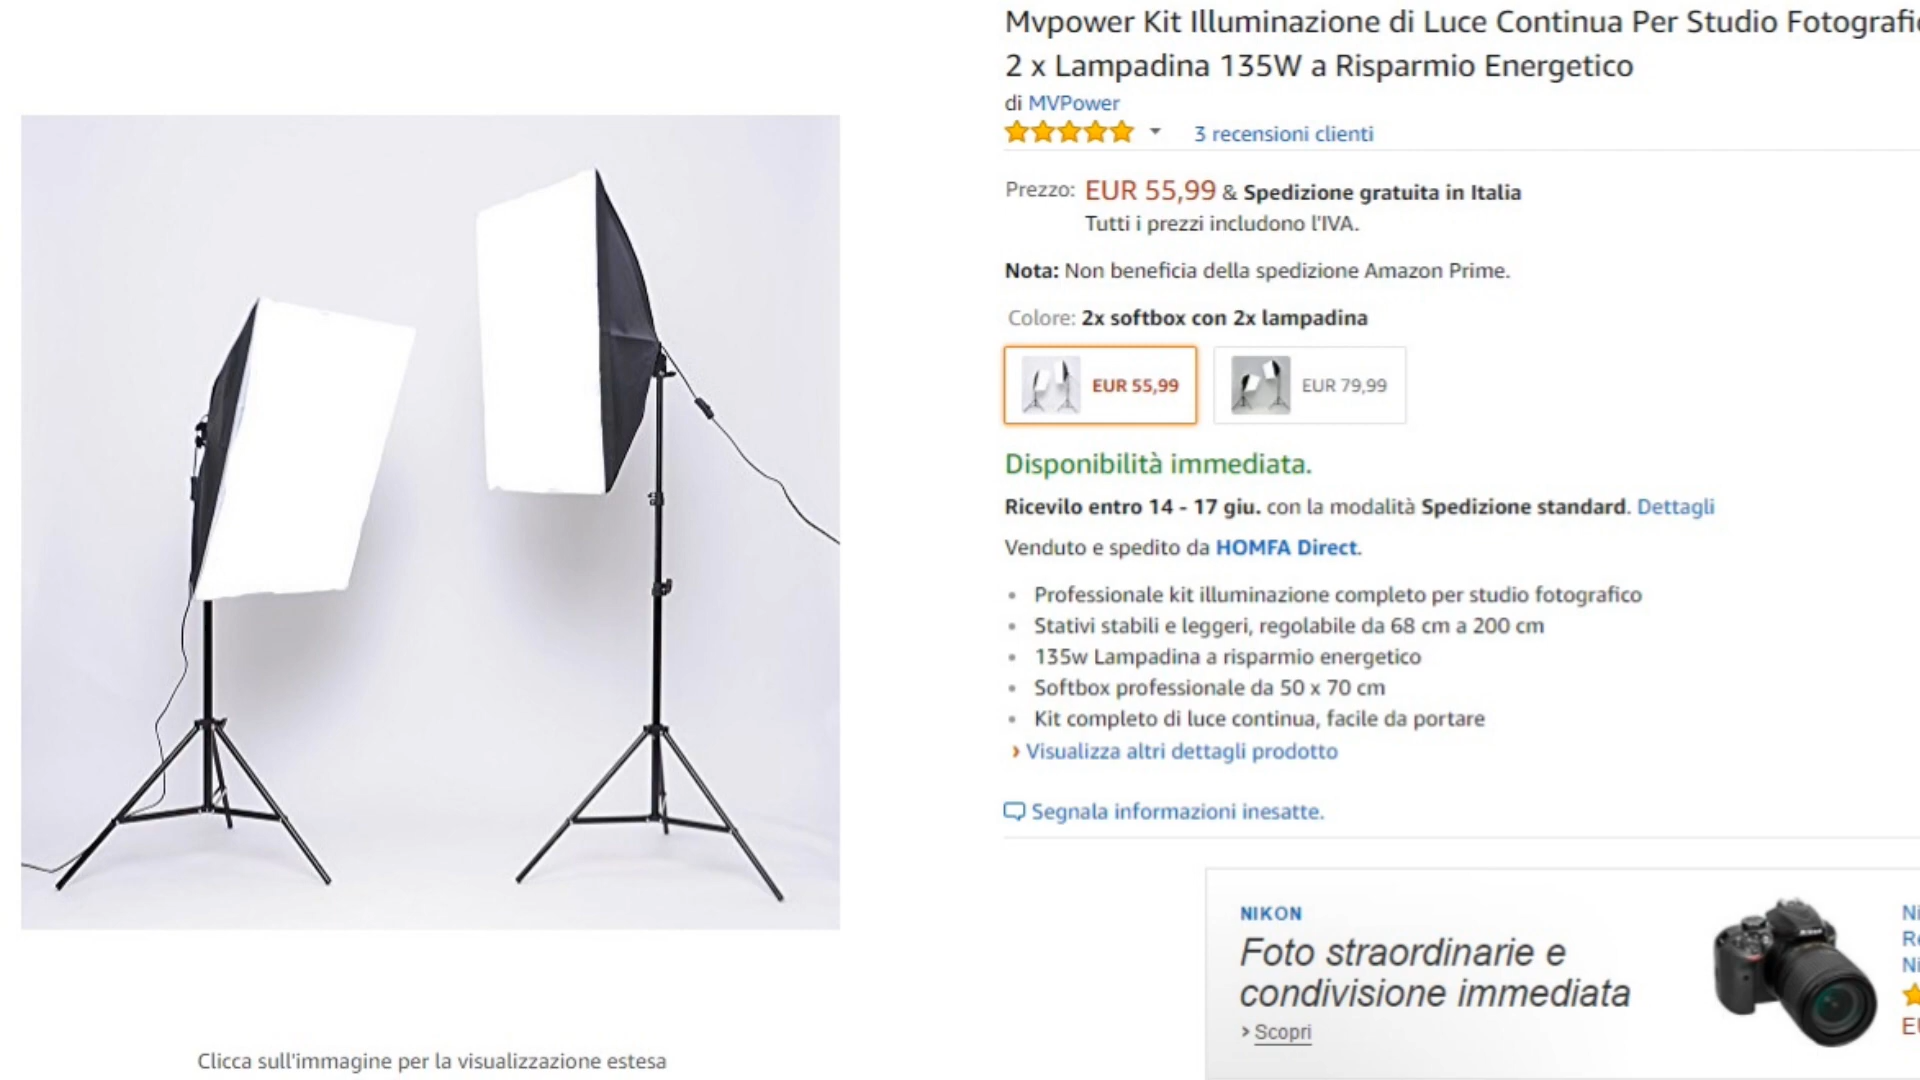 Mvpower Kit Illuminazione di Luce Continua Per Studio
2 x Lampadina 135W a Risparmio Energetico
di MVPower
3 recensioni clienti
Prezzo: EUR 55,99 & Spedizione gratuita in Italia
Tutti i prezzi includono l'IVA.
Nota: Non beneficia della spedizione Amazon Prime.
Colore: 2x softbox con 2x lampadina
EUR 55,99 EUR 79,99
Disponibilità immediata.
Ricevilo entro 14 - 17 giu. con la modalità Spedizione standard. Dettagli
Venduto e spedito da HOMFA Direct.
Professionale kit illuminazione completo per studio fotografico
Stativi stabili e leggeri, regolabile da 68 cm a 200 cm
135w Lampadina a risparmio energetico
Softbox professionale da 50 x 70 cm
Kit completo di luce continua, facile da portare
› Visualizza altri dettagli prodotto
Segnala informazioni inesatte.
NIKON
Foto straordinarie e
condivisione immediata
› Scopri
Clicca sull'immagine per la visualizzazione estesa